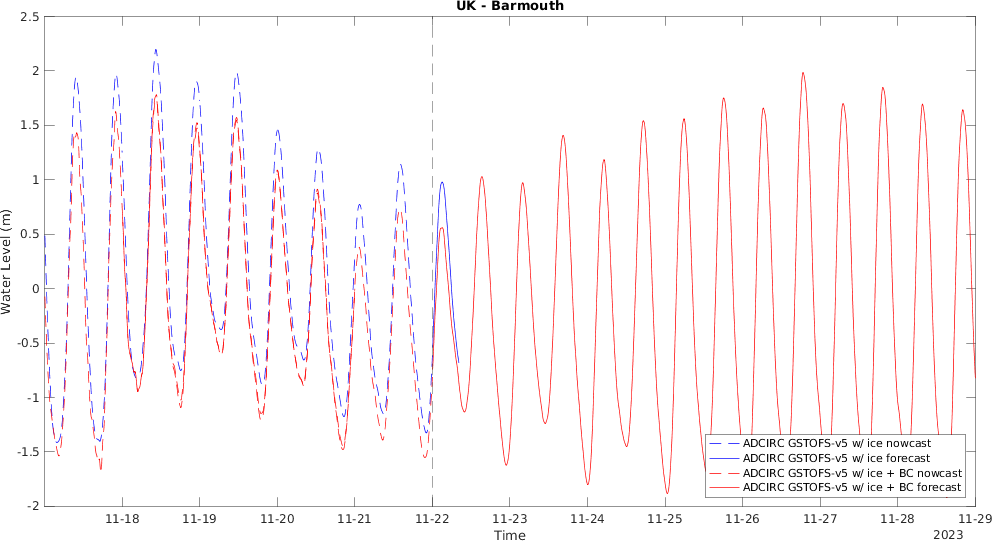 UK - Barmouth
2.5
2
1.5
1
0.5
0
-0.5
-1
-1.5
-2
Water Level (m)
ADCIRC GSTOFS-v5 w/ ice nowcast
ADCIRC GSTOFS-v5 w/ ice forecast
ADCIRC GSTOFS-v5 w/ ice + BC nowcast
ADCIRC GSTOFS-v5 w/ ice + BC forecast
11-18 11-19 11-20 11-21 11-22 11-23 11-24 11-25 11-26 11-27 11-28 11-29
Time
2023